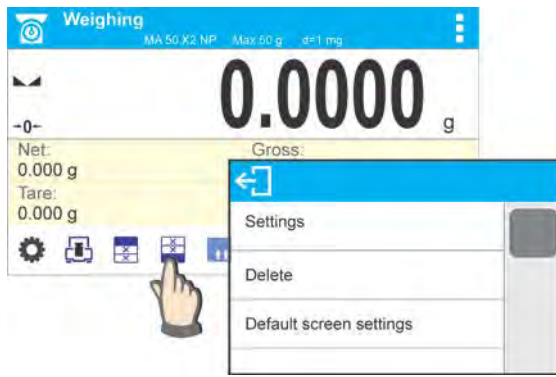 Weighing
MA 50.X2 NP Max 50 g d=1 mg
0.0000 g
-0-
Net: Gross:
0.000 g
Tare:
0.000 g
Settings
Delete
Default screen settings